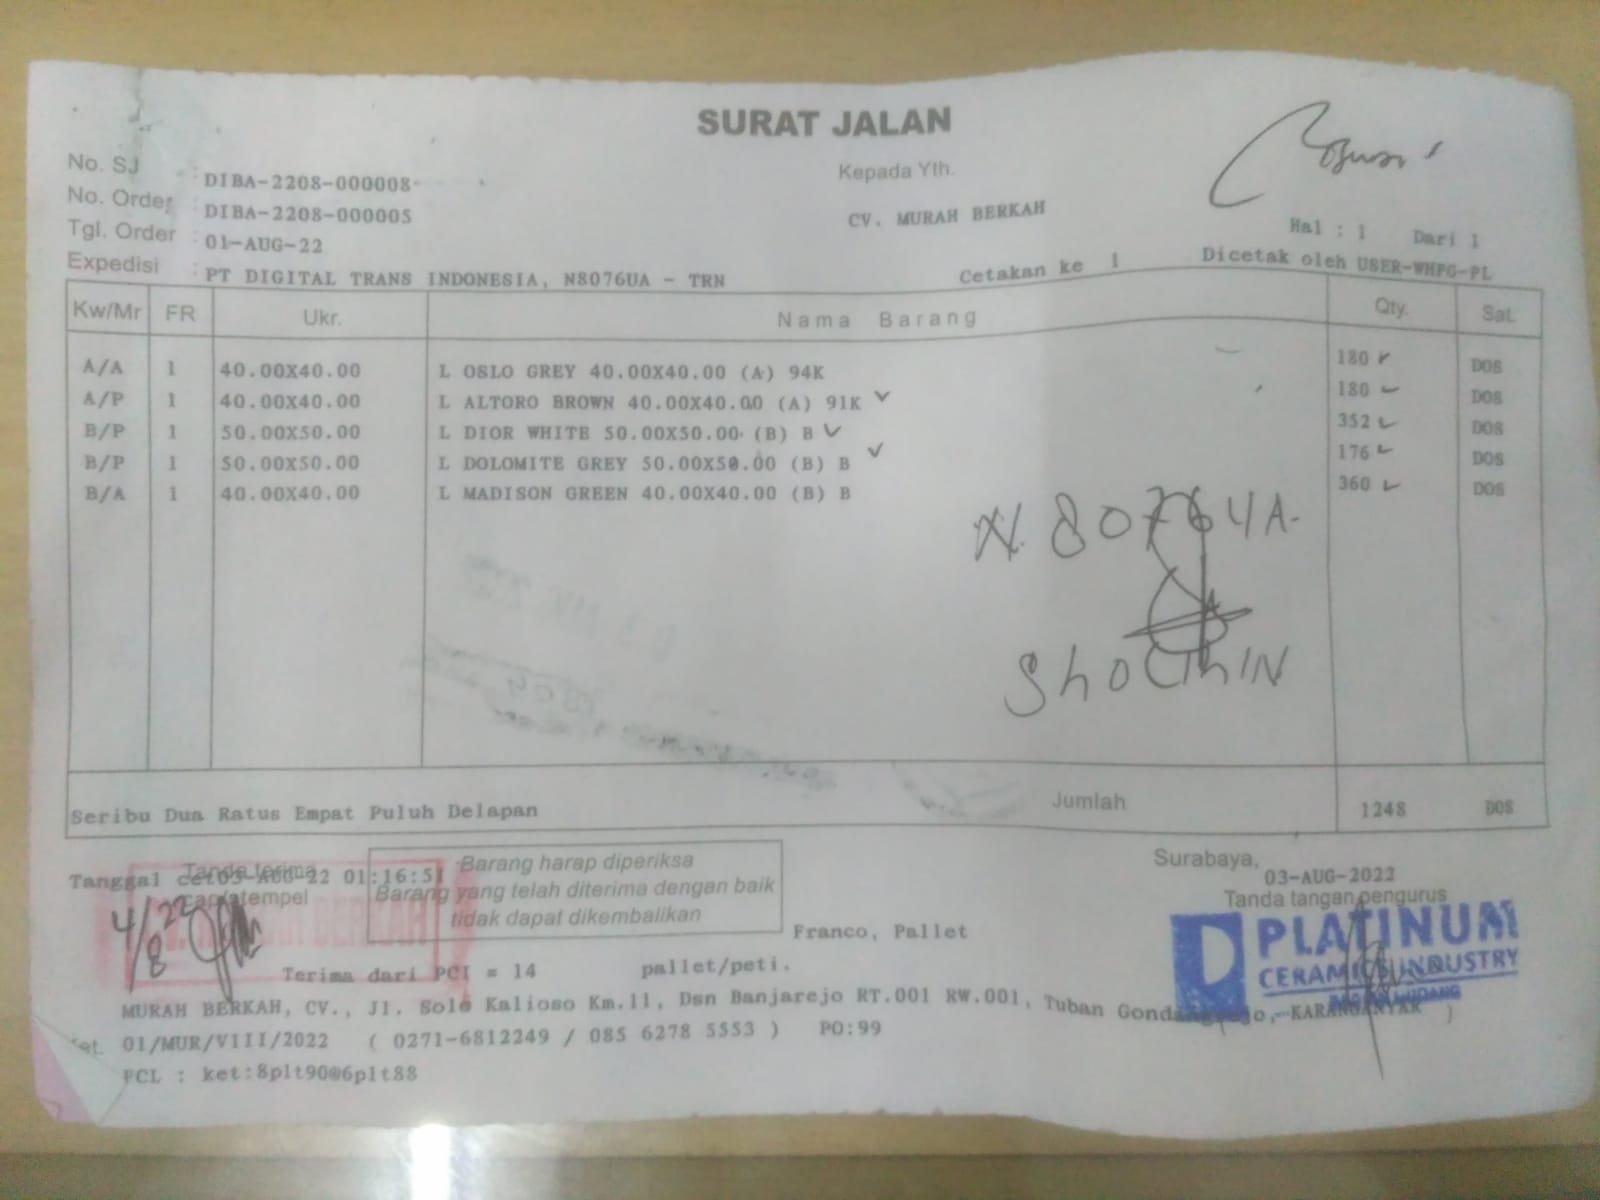 SURAT JALAN
No. SJ : DIBA-2208-000008
No. Order : DIBA-2208-000005
Tgl. Order : 01-AUG-22
Expedisi : PT DIGITAL TRANS INDONESIA, N8076UA - TRN
Kepada Yth.
CV. MURAH BERKAH
Hal : 1 Dari 1
Cetakan ke 1 Dicetak oleh USER-WHPG-PL
Kw/Mr FR Ukr. Nama Barang Qty. Sat.
A/A 1 40.00X40.00 L OSLO GREY 40.00X40.00 (A) 94K 180 DOS
A/P 1 40.00X40.00 L ALTORO BROWN 40.00X40.00 (A) 91K 180 DOS
B/P 1 50.00X50.00 L DIOR WHITE 50.00X50.00 (B) B 352 DOS
B/P 1 50.00X50.00 L DOLOMITE GREY 50.00X50.00 (B) B 176 DOS
B/A 1 40.00X40.00 L MADISON GREEN 40.00X40.00 (B) B 360 DOS
N. 8076UA-
Seribu Dua Ratus Empat Puluh Delapan Jumlah 1248 DOS
Tanda terima
Tanggal cet03-AUG-22 01:16:51
cap/stempel
4/8 22
BERKAH
Barang harap diperiksa
Barang yang telah diterima dengan baik
tidak dapat dikembalikan
Surabaya, 03-AUG-2022
Tanda tangan pengurus
PLATINUM
CERAMICS INDUSTRY
Franco, Pallet
Terima dari PCI = 14 pallet/peti.
MURAH BERKAH, CV., Jl. Solo Kalioso Km.11, Dsn Banjarejo RT.001 RW.001, Tuban Gondangrejo, KARANGANYAR )
Ket. 01/MUR/VIII/2022 ( 0271-6812249 / 085 6278 5553 ) PO:99
FCL : ket:8plt90@6plt88